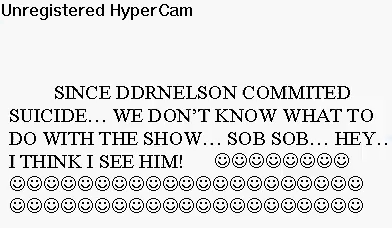 Unregistered HyperCam
SINCE DDRNELSON COMMITED
SUICIDE... WE DON'T KNOW WHAT TO
DO WITH THE SHOW... SOB SOB... HEY..
I THINK I SEE HIM! ☺☺☺☺☺☺☺☺
☺☺☺☺☺☺☺☺☺☺☺☺☺☺☺☺☺☺☺☺☺
☺☺☺☺☺☺☺☺☺☺☺☺☺☺☺☺☺☺☺☺☺